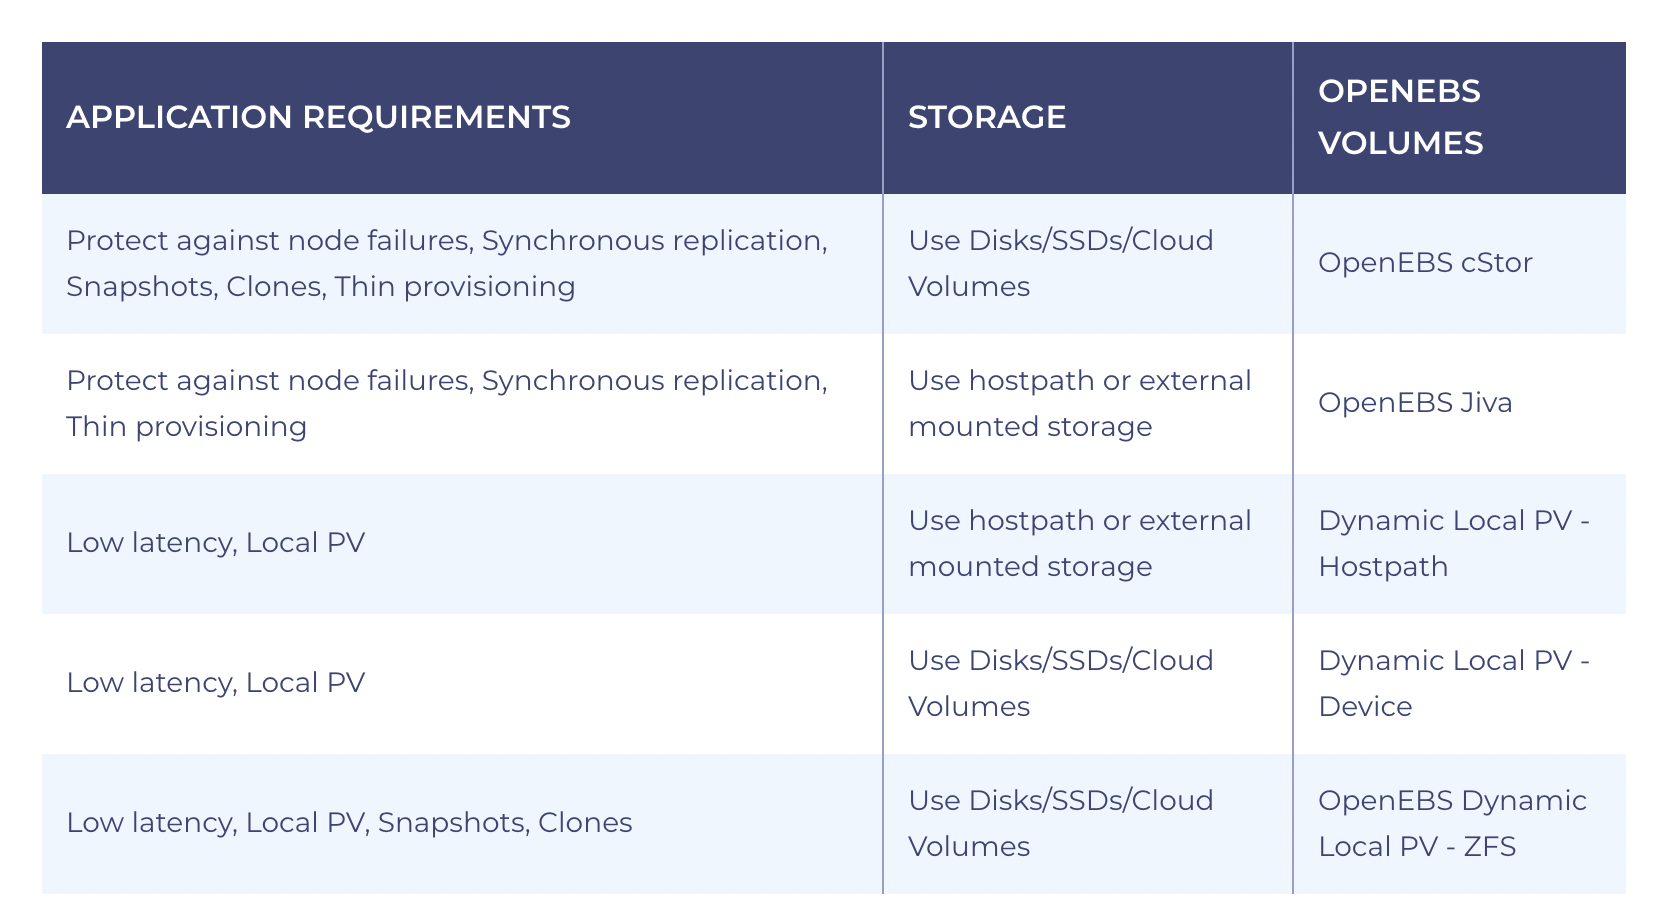 APPLICATION REQUIREMENTS
STORAGE
OPENEBS
VOLUMES
Protect against node failures, Synchronous replication,
Snapshots, Clones, Thin provisioning
Use Disks/SSDs/Cloud
Volumes
OpenEBS cStor
Protect against node failures, Synchronous replication,
Thin provisioning
Use hostpath or external
mounted storage
OpenEBS Jiva
Low latency, Local PV
Use hostpath or external
mounted storage
Dynamic Local PV -
Hostpath
Low latency, Local PV
Use Disks/SSDs/Cloud
Volumes
Dynamic Local PV -
Device
Low latency, Local PV, Snapshots, Clones
Use Disks/SSDs/Cloud
Volumes
OpenEBS Dynamic
Local PV - ZFS